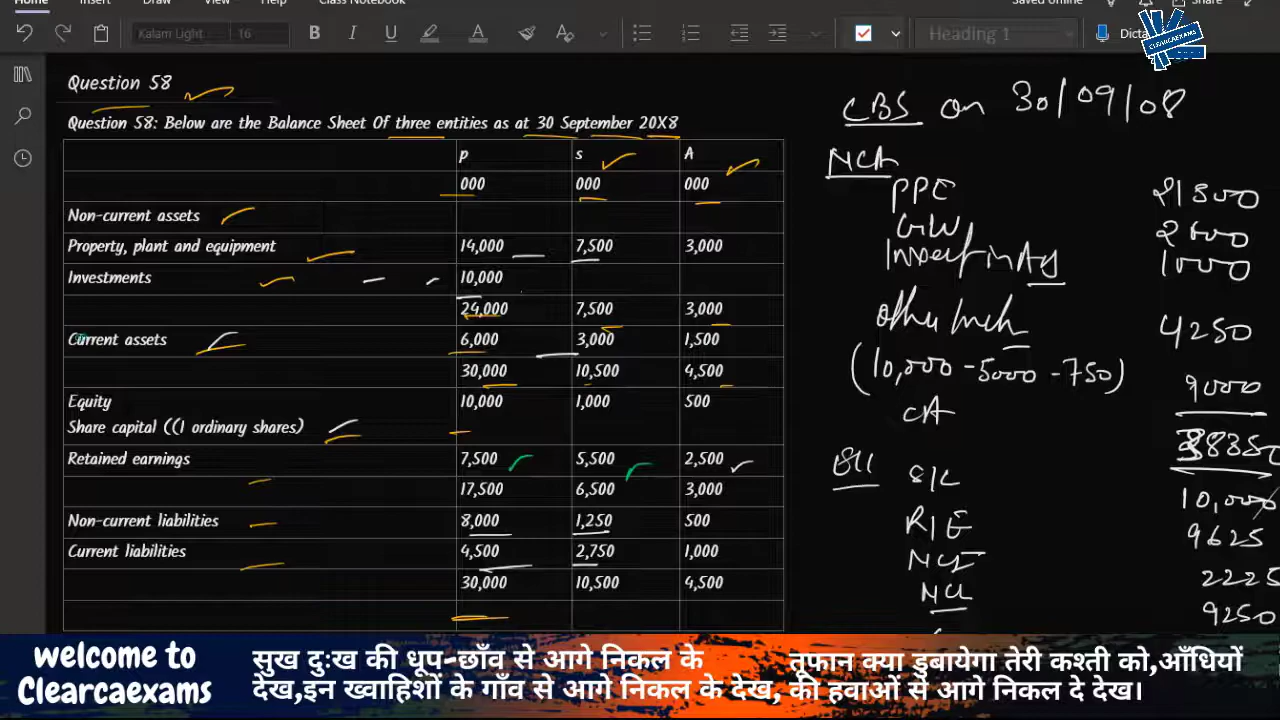 Insert Draw View Help Class Notebook Saved online Share
Kalam Light 16 B I U A Heading 1 Dicta
CLEARCAEXAMS
Question 58
Question 58: Below are the Balance Sheet Of three entities as at 30 September 20X8
P S A
000 000 000
Non-current assets
Property, plant and equipment 14,000 7,500 3,000
Investments 10,000
24,000 7,500 3,000
Current assets 6,000 3,000 1,500
30,000 10,500 4,500
Equity 10,000 1,000 500
Share capital ((1 ordinary shares)
Retained earnings 7,500 5,500 2,500
17,500 6,500 3,000
Non-current liabilities 8,000 1,250 500
Current liabilities 4,500 2,750 1,000
30,000 10,500 4,500
CBS on 30/09/08
NCA
PPE 21500
GW 2600
Invest in As 1000
other Inv 4250
(10,000 - 5000 - 750)
CA 9000
38350
S/C 10,000
R/E 9625
NCI 2225
NCL 9250
welcome to
Clearcaexams
सुख दुःख की धूप-छाँव से आगे निकल के
देख,इन ख्वाहिशों के गाँव से आगे निकल के देख,
तूफान क्या डुबायेगा तेरी कश्ती को,आँधियों
की हवाओं से आगे निकल दे देख।